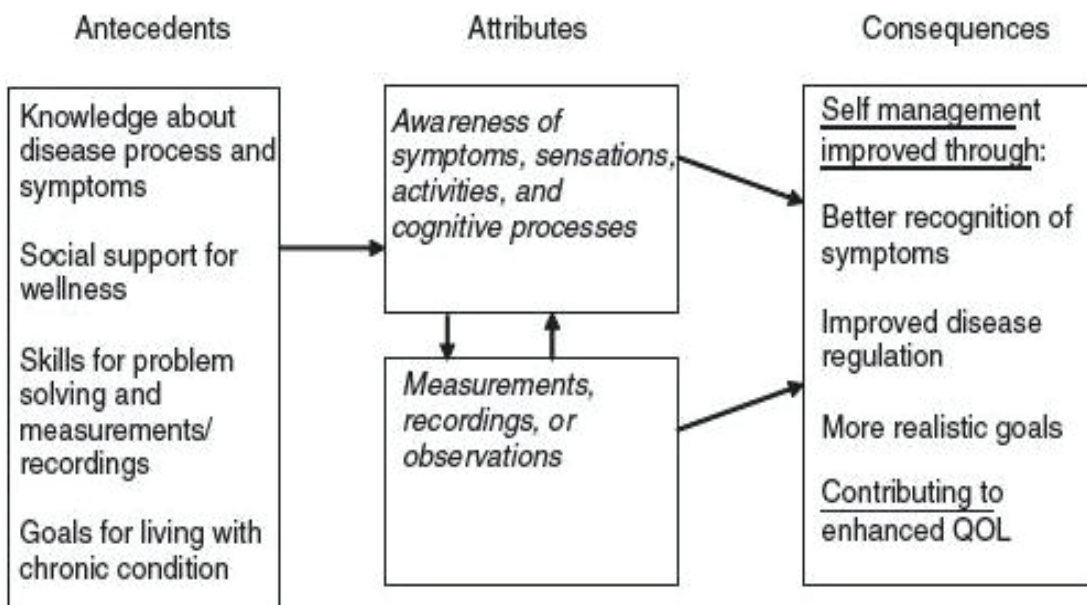 Antecedents
Attributes
Consequences
Knowledge about
disease process and
symptoms
Social support for
wellness
Skills for problem
solving and
measurements/
recordings
Goals for living with
chronic condition
Awareness of
symptoms, sensations,
activities, and
cognitive processes
Measurements,
recordings, or
observations
Self management
improved through:
Better recognition of
symptoms
Improved disease
regulation
More realistic goals
Contributing to
enhanced QOL